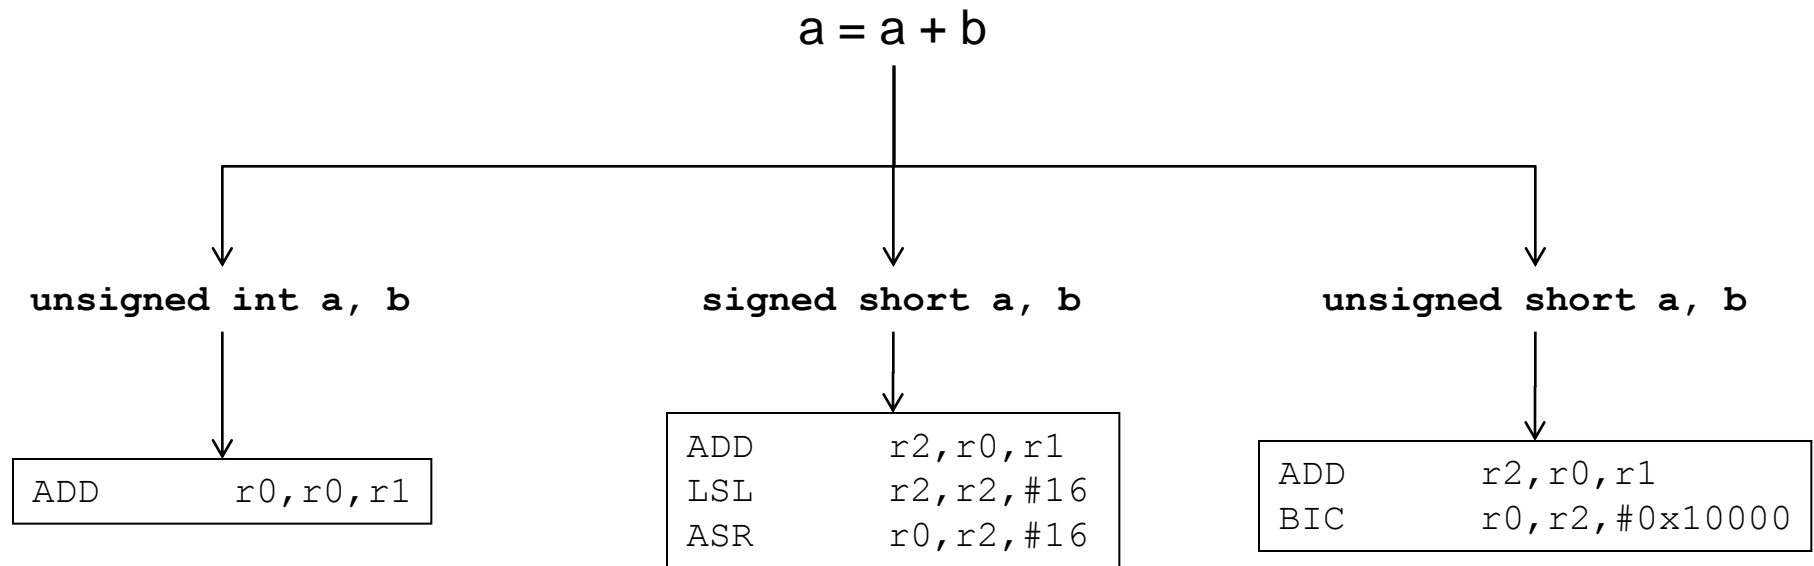 a = a + b
unsigned int a, b
signed short a, b
unsigned short a, b
ADD r0,r0,r1
ADD r2,r0,r1
LSL r2,r2,#16
ASR r0,r2,#16
ADD r2,r0,r1
BIC r0,r2,#0x10000